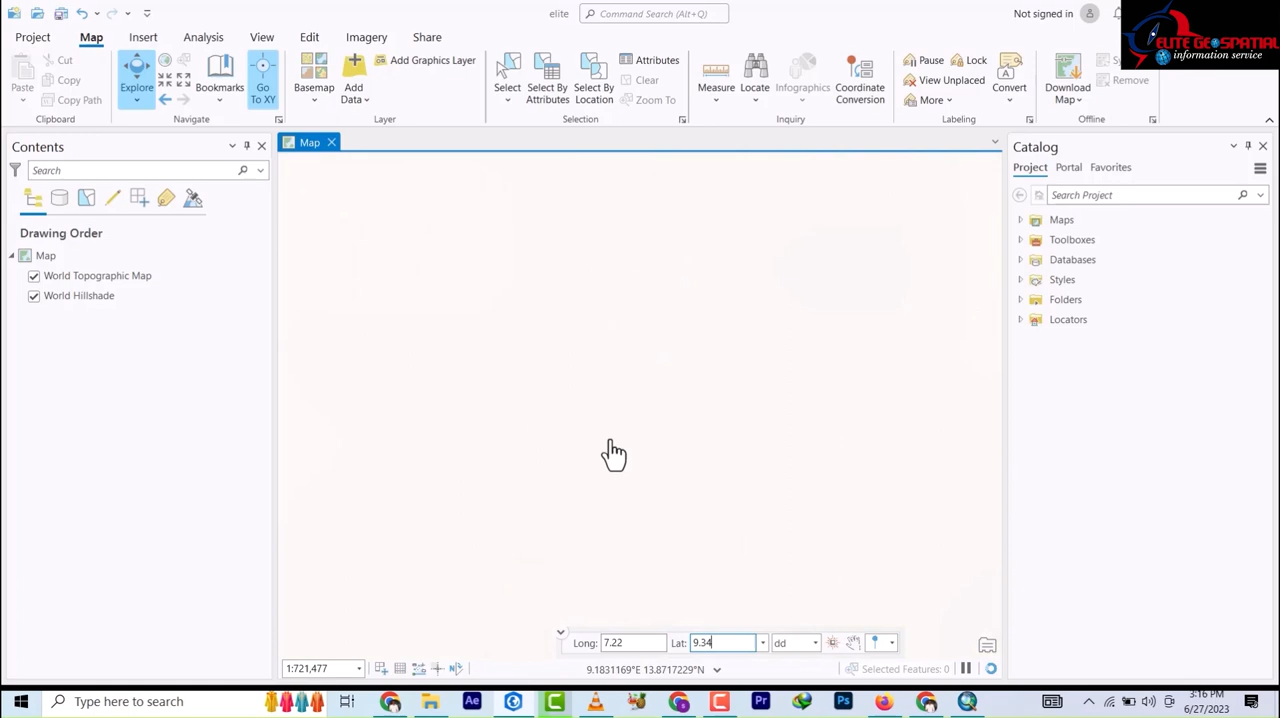 elite
Command Search (Alt+Q)
Not signed in
ELITE GEOSPATIAL
information service
Project Map Insert Analysis View Edit Imagery Share
Paste
Cut
Copy
Copy Path
Clipboard
Explore
Bookmarks
Go To XY
Navigate
Basemap
Add Data
Add Graphics Layer
Layer
Select
Select By Attributes
Select By Location
Attributes
Clear
Zoom To
Selection
Measure
Locate
Infographics
Coordinate Conversion
Inquiry
Pause
Lock
View Unplaced
More
Convert
Labeling
Download Map
Remove
Offline
Contents
Search
Drawing Order
Map
World Topographic Map
World Hillshade
Map
Long: 7.22 Lat: 9.34 dd
1:721,477
9.1831169°E 13.8717229°N
Selected Features: 0
Catalog
Project Portal Favorites
Search Project
Maps
Toolboxes
Databases
Styles
Folders
Locators
Type here to search
Ae
Pr
Ps
3:16 PM
6/27/2023